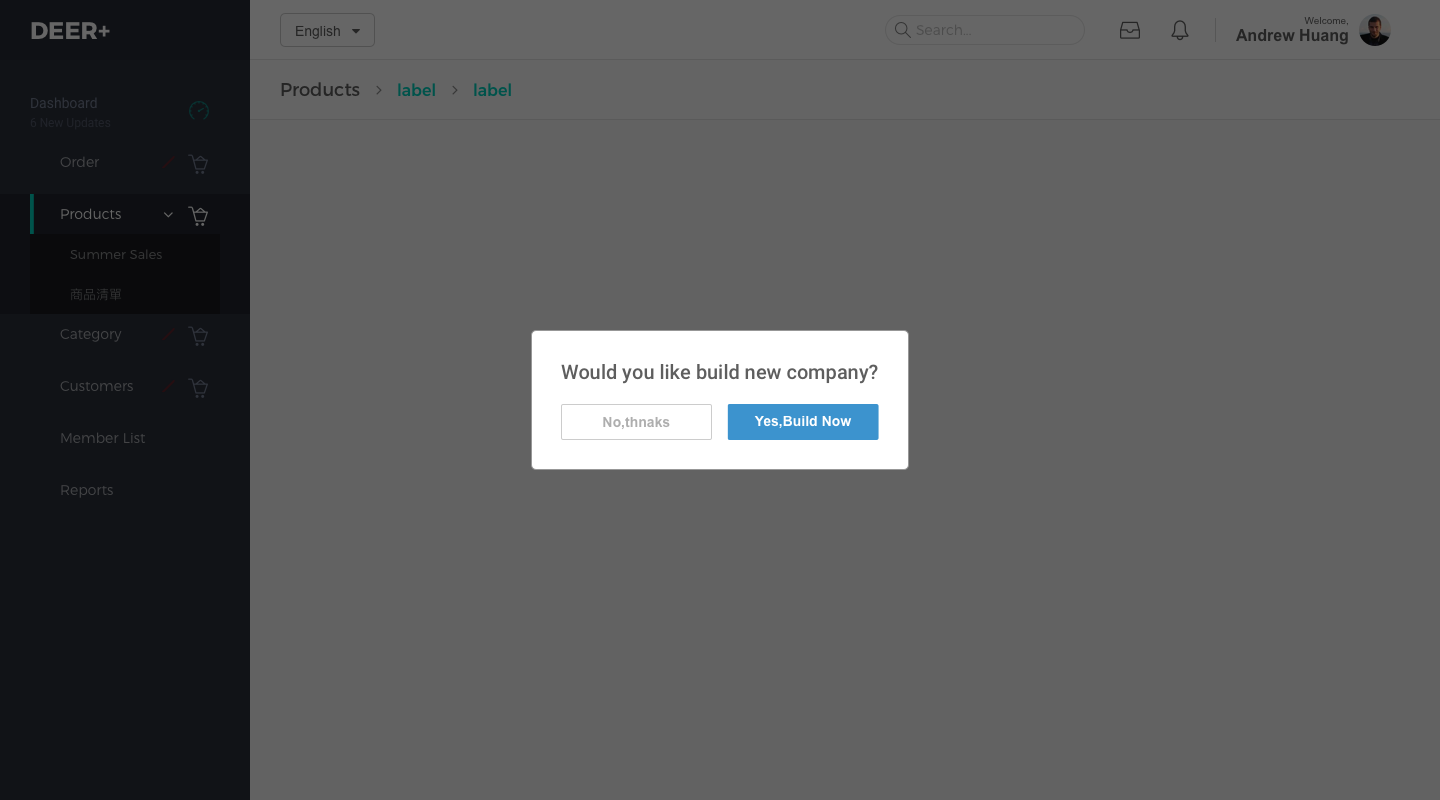 DEER+
English
Search...
Welcome,
Andrew Huang
Products
label
label
Dashboard
6 New Updates
Order
Products
Summer Sales
商品清單
Category
Customers
Member List
Reports
Would you like build new company?
No,thnaks
Yes,Build Now